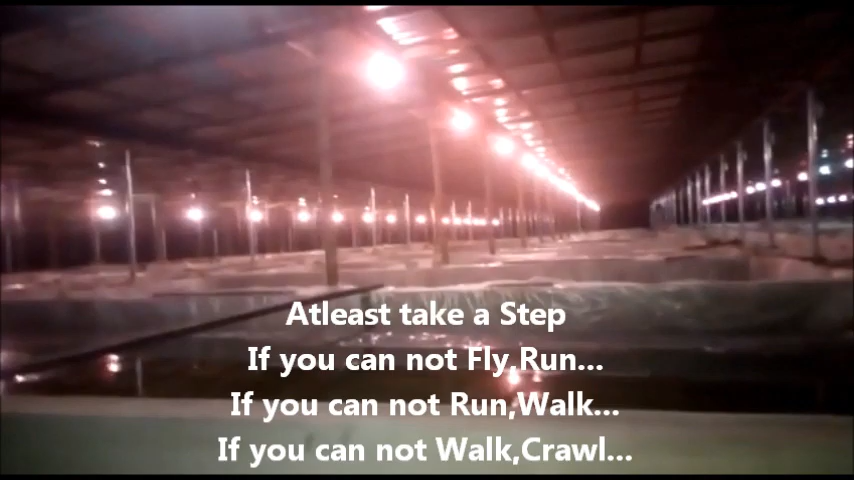 Atleast take a Step
If you can not Fly,Run...
If you can not Run,Walk...
If you can not Walk,Crawl...